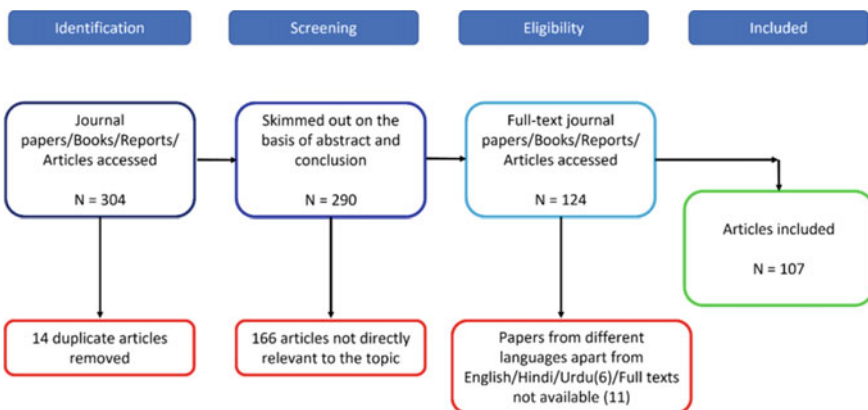 Identification
Screening
Eligibility
Included
Journal
papers/Books/Reports/
Articles accessed
N = 304
Skimmed out on the
basis of abstract and
conclusion
N = 290
Full-text journal
papers/Books/Reports/
Articles accessed
N = 124
Articles included
N = 107
14 duplicate articles
removed
166 articles not directly
relevant to the topic
Papers from different
languages apart from
English/Hindi/Urdu(6)/Full texts
not available (11)